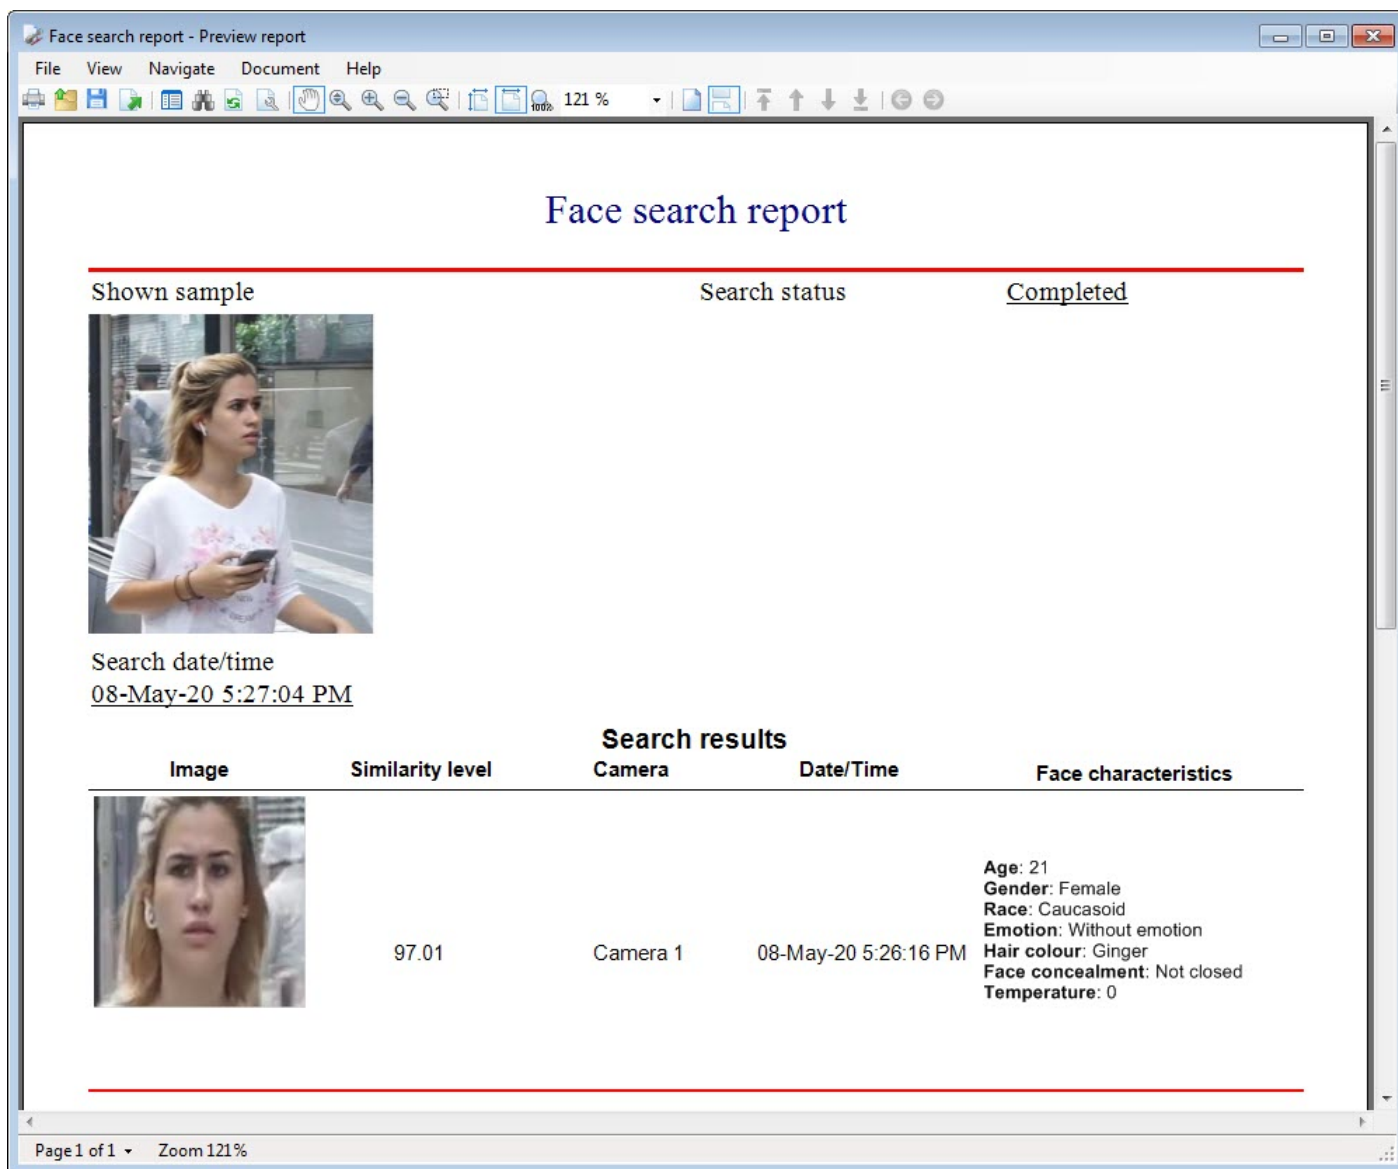 Face search report - Preview report
File View Navigate Document Help
100% 121 %
Face search report
Shown sample Search status Completed
Search date/time
08-May-20 5:27:04 PM
Search results
Image Similarity level Camera Date/Time Face characteristics
Age: 21
Gender: Female
Race: Caucasoid
Emotion: Without emotion
97.01 Camera 1 08-May-20 5:26:16 PM Hair colour: Ginger
Face concealment: Not closed
Temperature: 0
Page 1 of 1 Zoom 121%